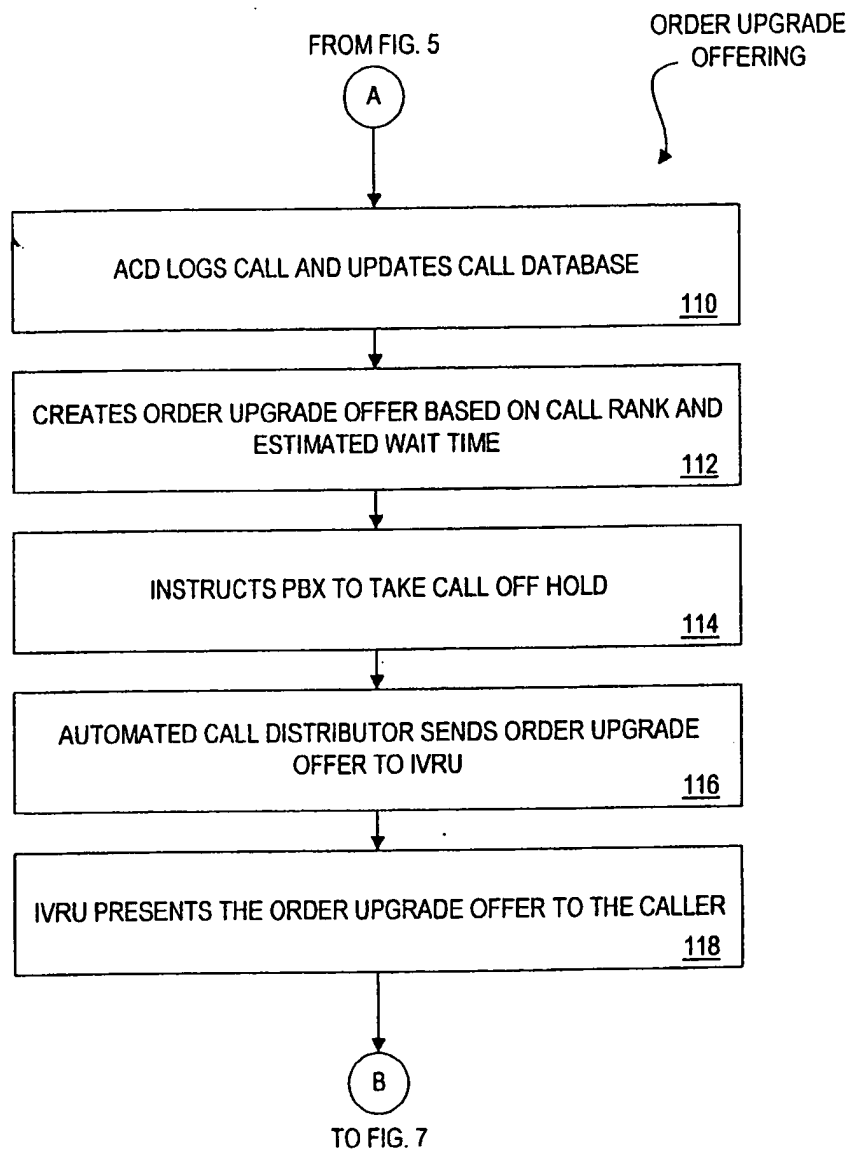 FROM FIG. 5
ORDER UPGRADE
OFFERING
A
ACD LOGS CALL AND UPDATES CALL DATABASE
110
CREATES ORDER UPGRADE OFFER BASED ON CALL RANK AND
ESTIMATED WAIT TIME
112
INSTRUCTS PBX TO TAKE CALL OFF HOLD
114
AUTOMATED CALL DISTRIBUTOR SENDS ORDER UPGRADE
OFFER TO IVRU
116
IVRU PRESENTS THE ORDER UPGRADE OFFER TO THE CALLER
118
B
TO FIG. 7